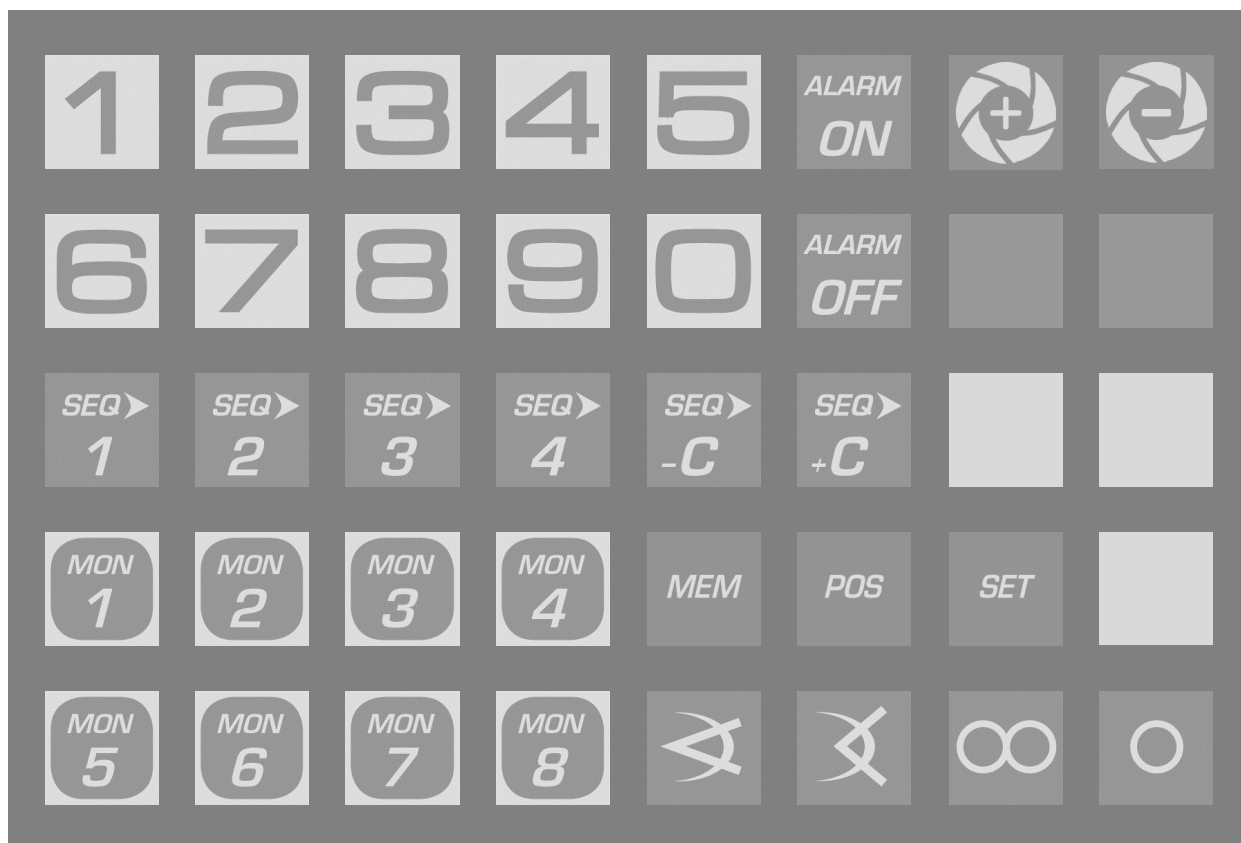 1 2 3 4 5 ALARM ON + -
6 7 8 9 0 ALARM OFF
SEQ 1 SEQ 2 SEQ 3 SEQ 4 SEQ -C SEQ +C
MON 1 MON 2 MON 3 MON 4 MEM POS SET
MON 5 MON 6 MON 7 MON 8